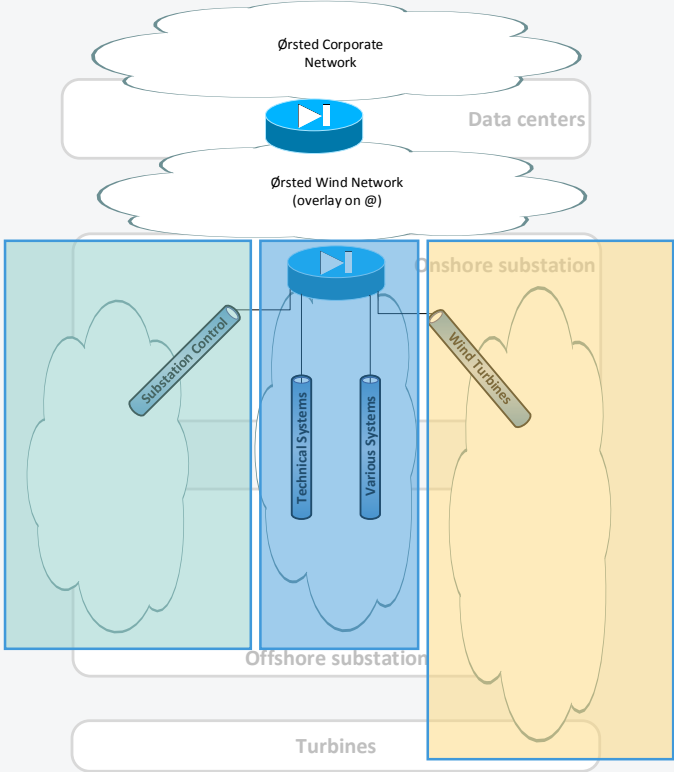 Ørsted Corporate
Network
Data centers
Ørsted Wind Network
(overlay on @)
Onshore substation
Substation Control
Technical Systems
Various Systems
Wind Turbines
Offshore substation
Turbines